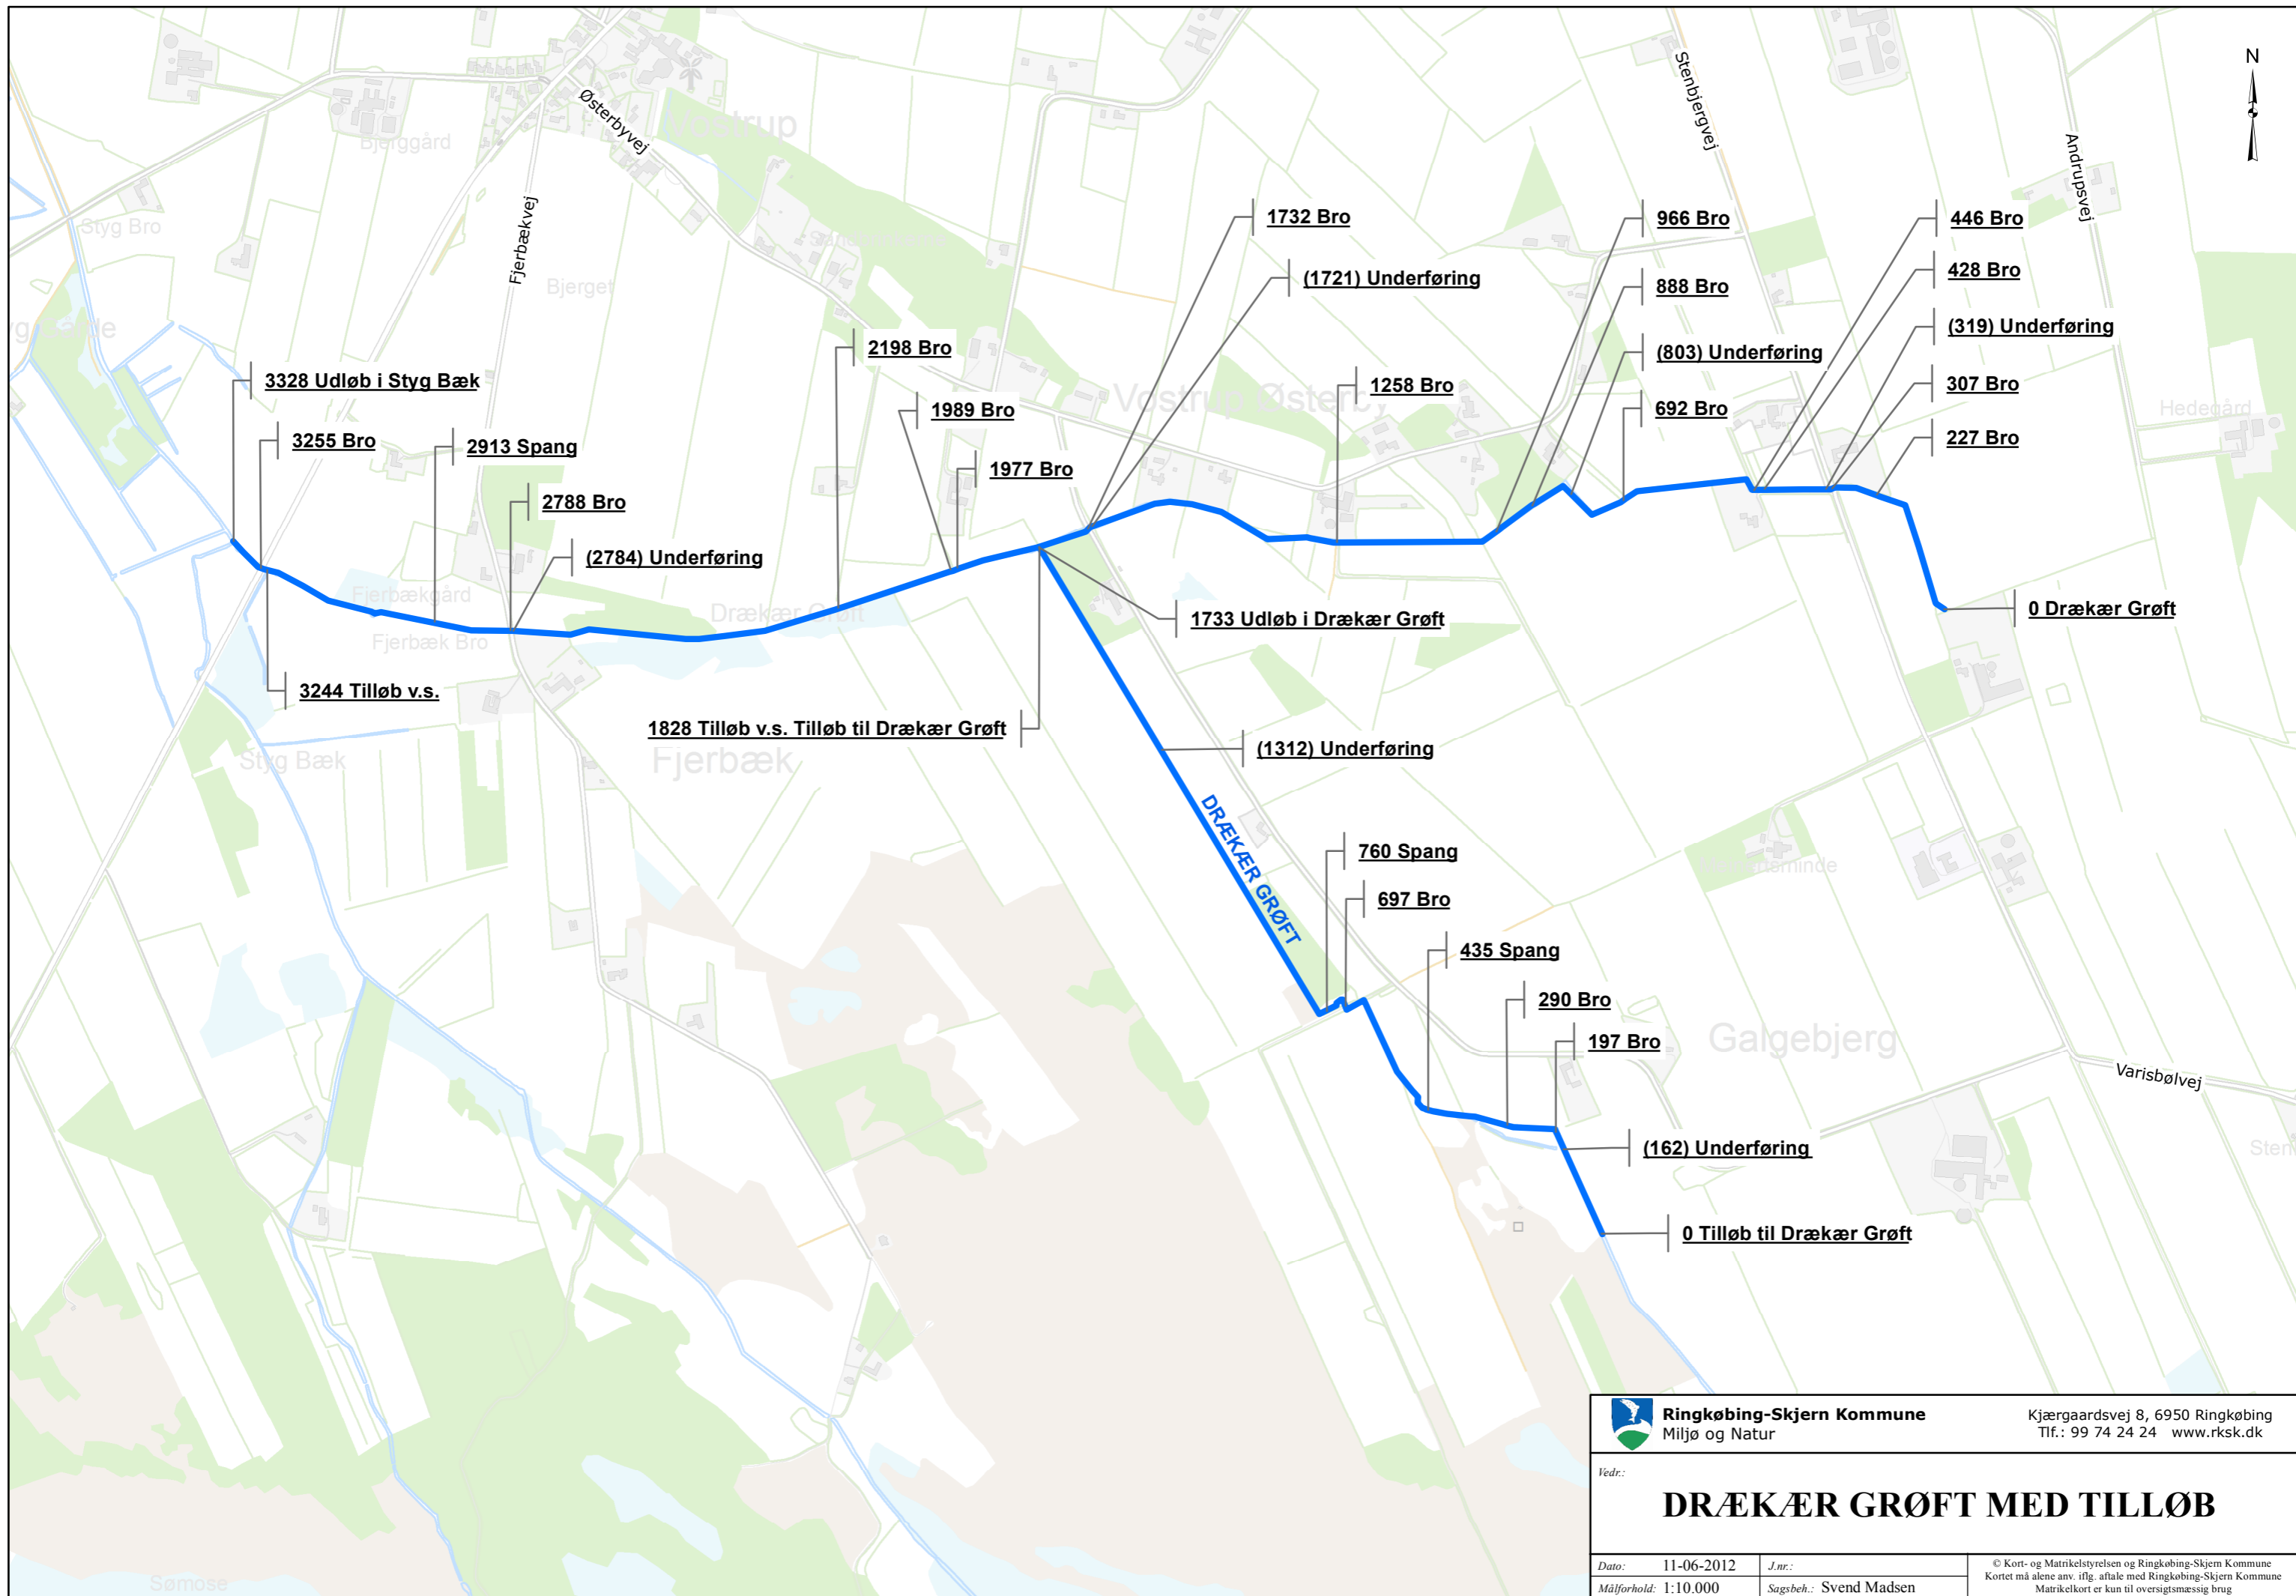 N
Østerbyvej
Vostrup
Stenbjergvej
Andrupsvej
Bjerggård
Styg Bro
Fjerbækvej
Bjerget
1732 Bro
(1721) Underføring
966 Bro
888 Bro
(803) Underføring
692 Bro
446 Bro
428 Bro
(319) Underføring
307 Bro
227 Bro
Hedegård
2198 Bro
1989 Bro
1977 Bro
Vostrup Østerby
1258 Bro
3328 Udløb i Styg Bæk
3255 Bro
2913 Spang
2788 Bro
(2784) Underføring
Fjerbækgård
Fjerbæk Bro
Drækær Grøft
1733 Udløb i Drækær Grøft
0 Drækær Grøft
3244 Tilløb v.s.
1828 Tilløb v.s. Tilløb til Drækær Grøft
(1312) Underføring
Styg Bæk
Fjerbæk
DRÆKÆR GRØFT
760 Spang
697 Bro
435 Spang
290 Bro
197 Bro
Galgebjerg
Varisbølvej
(162) Underføring
0 Tilløb til Drækær Grøft
Sømose
Ringkøbing-Skjern Kommune
Miljø og Natur
Kjærgaardsvej 8, 6950 Ringkøbing
Tlf.: 99 74 24 24 www.rksk.dk
Vedr.:
DRÆKÆR GRØFT MED TILLØB
Dato: 11-06-2012
J.nr.:
Målforhold: 1:10.000
Sagsbeh.: Svend Madsen
© Kort- og Matrikelstyrelsen og Ringkøbing-Skjern Kommune
Kortet må alene anv. iflg. aftale med Ringkøbing-Skjern Kommune
Matrikelkort er kun til oversigtsmæssig brug